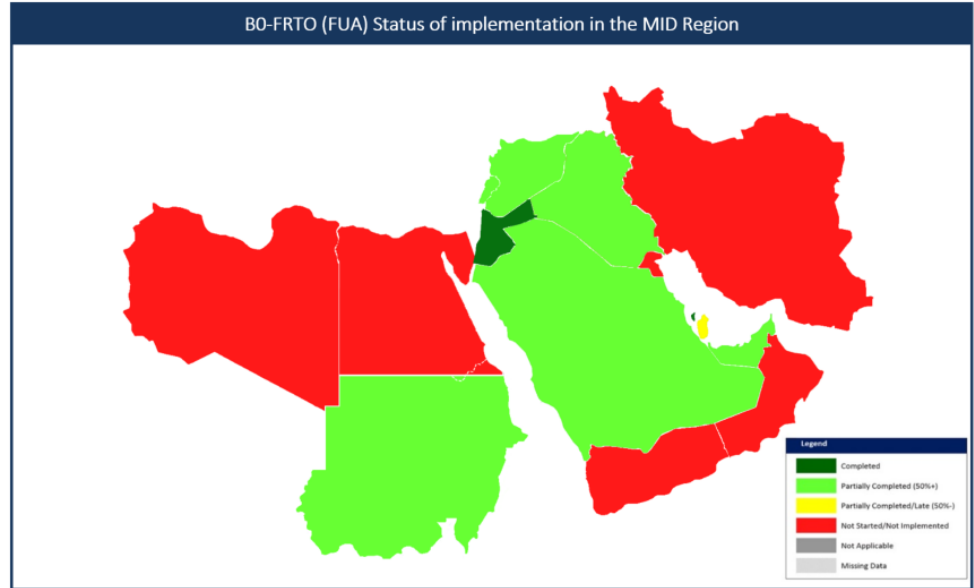 B0-FRTO (FUA) Status of implementation in the MID Region
Legend
Completed
Partially Completed (50%+)
Partially Completed/Late (50%-)
Not Started/Not Implemented
Not Applicable
Missing Data